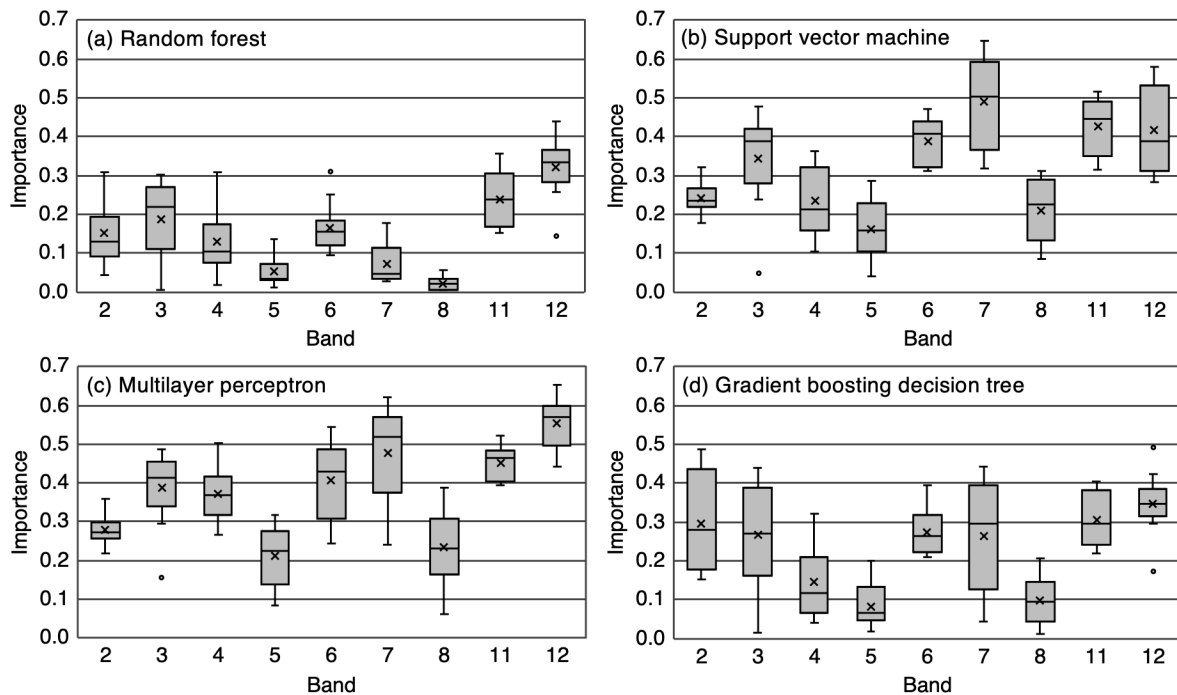 (a) Random forest
Importance
0.7
0.6
0.5
0.4
0.3
0.2
0.1
0.0
2 3 4 5 6 7 8 11 12
Band
(b) Support vector machine
Importance
0.7
0.6
0.5
0.4
0.3
0.2
0.1
0.0
2 3 4 5 6 7 8 11 12
Band
(c) Multilayer perceptron
Importance
0.7
0.6
0.5
0.4
0.3
0.2
0.1
0.0
2 3 4 5 6 7 8 11 12
Band
(d) Gradient boosting decision tree
Importance
0.7
0.6
0.5
0.4
0.3
0.2
0.1
0.0
2 3 4 5 6 7 8 11 12
Band